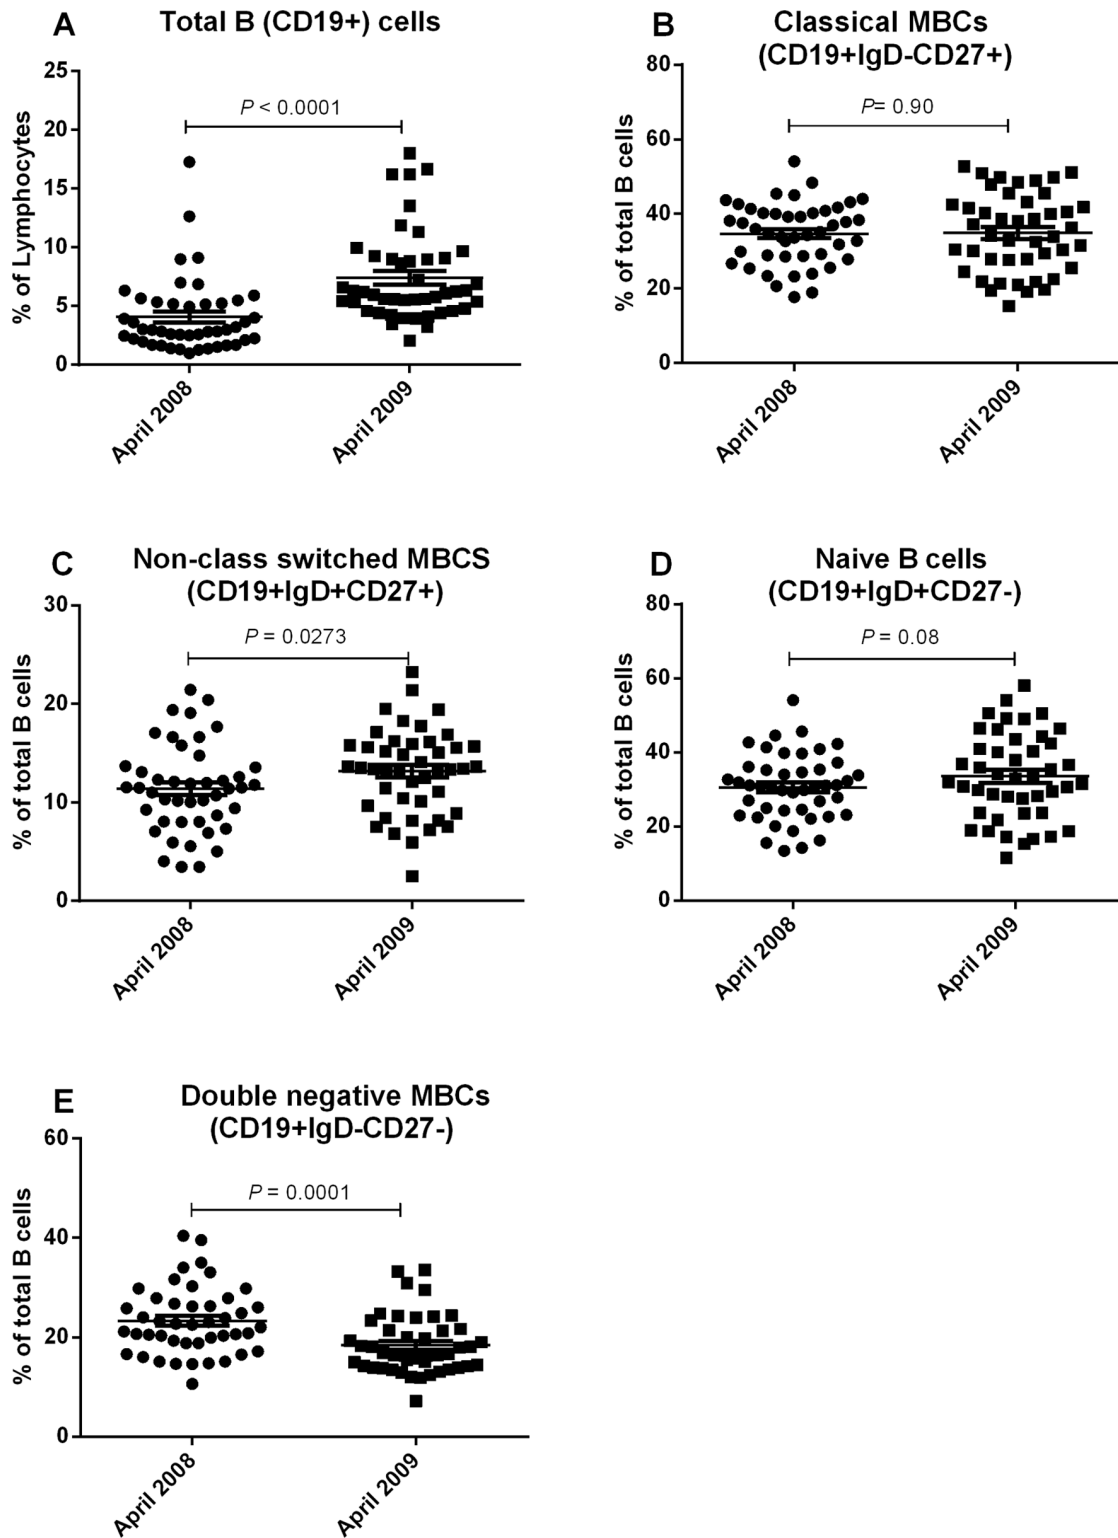 A
Total B (CD19+) cells
% of Lymphocytes
25
20
15
10
5
0
P < 0.0001
April 2008
April 2009
B
Classical MBCs
(CD19+IgD-CD27+)
% of total B cells
80
60
40
20
0
P= 0.90
April 2008
April 2009
C
Non-class switched MBCS
(CD19+IgD+CD27+)
% of total B cells
30
20
10
0
P = 0.0273
April 2008
April 2009
D
Naive B cells
(CD19+IgD+CD27-)
% of total B cells
80
60
40
20
0
P = 0.08
April 2008
April 2009
E
Double negative MBCs
(CD19+IgD-CD27-)
% of total B cells
60
40
20
0
P = 0.0001
April 2008
April 2009